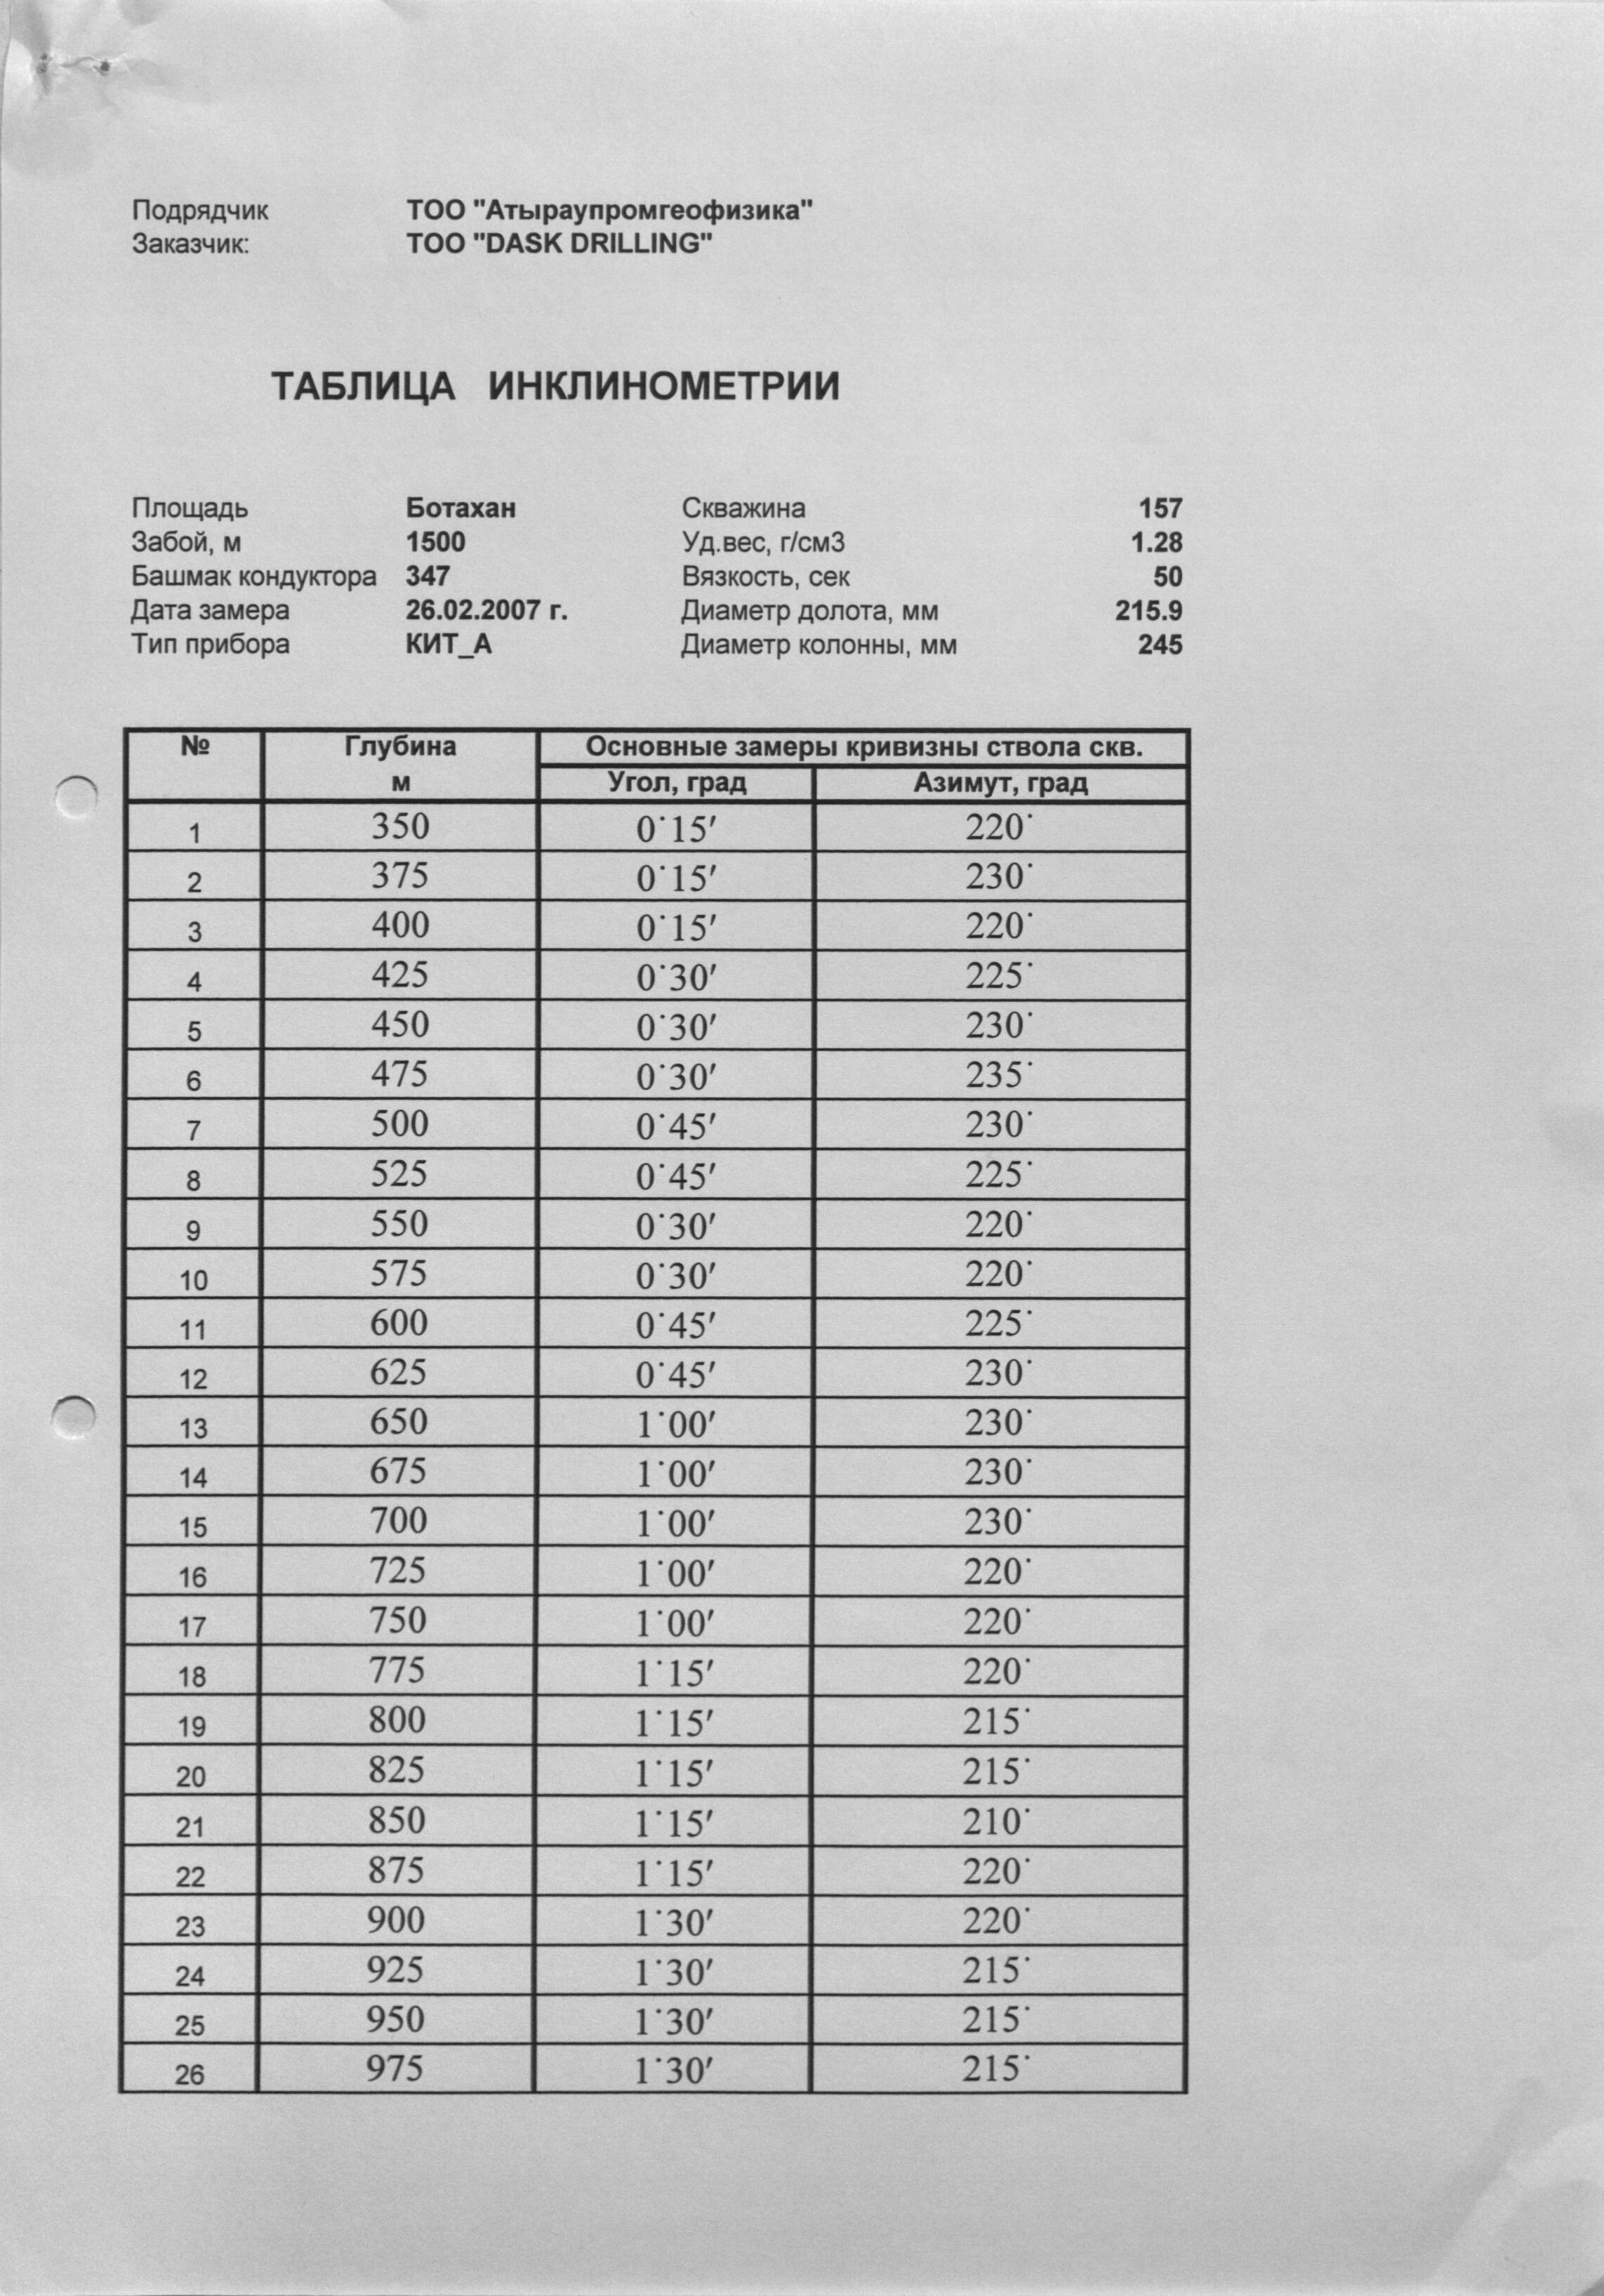 Подрядчик ТОО "Атыраупромгеофизика"
Заказчик: ТОО "DASK DRILLING"
ТАБЛИЦА ИНКЛИНОМЕТРИИ
Площадь Ботахан Скважина 157
Забой, м 1500 Уд.вес, г/см3 1.28
Башмак кондуктора 347 Вязкость, сек 50
Дата замера 26.02.2007 г. Диаметр долота, мм 215.9
Тип прибора КИТ_А Диаметр колонны, мм 245
№ Глубина Основные замеры кривизны ствола скв.
м Угол, град Азимут, град
1 350 0˙15′ 220˙
2 375 0˙15′ 230˙
3 400 0˙15′ 220˙
4 425 0˙30′ 225˙
5 450 0˙30′ 230˙
6 475 0˙30′ 235˙
7 500 0˙45′ 230˙
8 525 0˙45′ 225˙
9 550 0˙30′ 220˙
10 575 0˙30′ 220˙
11 600 0˙45′ 225˙
12 625 0˙45′ 230˙
13 650 1˙00′ 230˙
14 675 1˙00′ 230˙
15 700 1˙00′ 230˙
16 725 1˙00′ 220˙
17 750 1˙00′ 220˙
18 775 1˙15′ 220˙
19 800 1˙15′ 215˙
20 825 1˙15′ 215˙
21 850 1˙15′ 210˙
22 875 1˙15′ 220˙
23 900 1˙30′ 220˙
24 925 1˙30′ 215˙
25 950 1˙30′ 215˙
26 975 1˙30′ 215˙